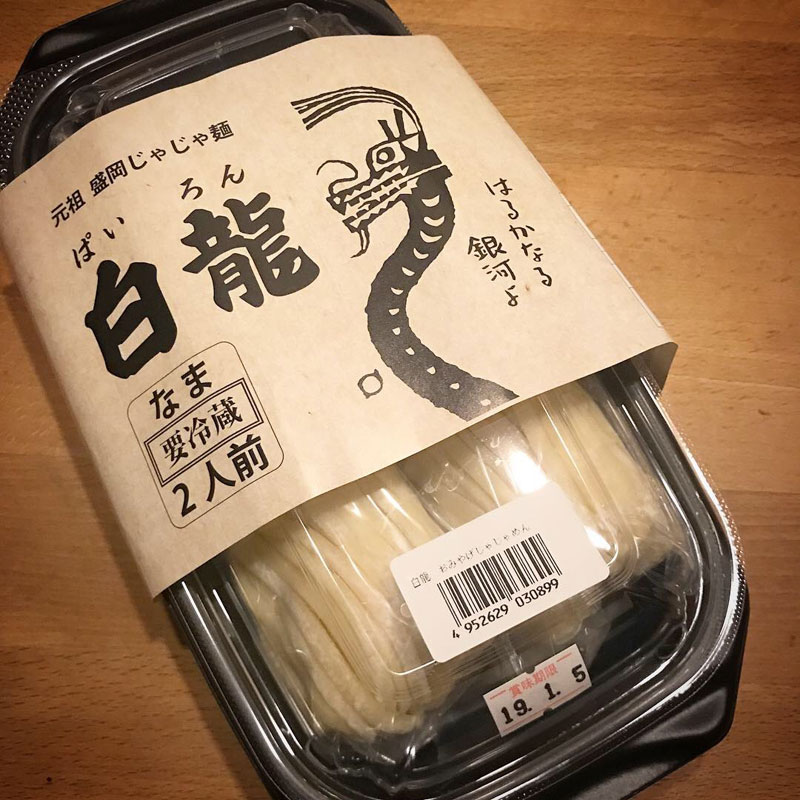 元祖 盛岡じゃじゃ麺
ぱい ろん
白龍
はるかなる
銀河よ
なま
要冷蔵
2人前
白龍 おみやげじゃじゃめん
4 952629 030899
賞味期限
19. 1. 5